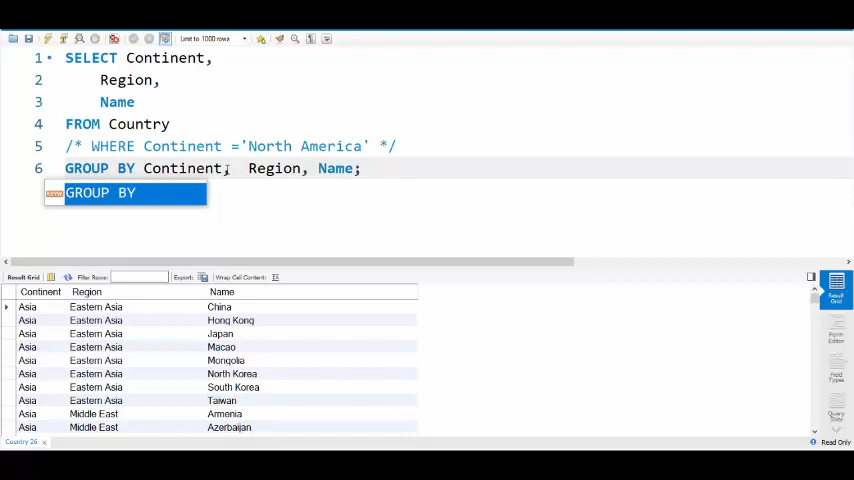 Limit to 1000 rows
1 SELECT Continent,
2 Region,
3 Name
4 FROM Country
5 /* WHERE Continent ='North America' */
6 GROUP BY Continent, Region, Name;
GROUP BY
Result Grid Filter Rows: Export: Wrap Cell Content:
Continent Region Name
Asia Eastern Asia China
Asia Eastern Asia Hong Kong
Asia Eastern Asia Japan
Asia Eastern Asia Macao
Asia Eastern Asia Mongolia
Asia Eastern Asia North Korea
Asia Eastern Asia South Korea
Asia Eastern Asia Taiwan
Asia Middle East Armenia
Asia Middle East Azerbaijan
Result
Grid
Form
Editor
Field
Types
Query
Stats
Country 26 x
Read Only